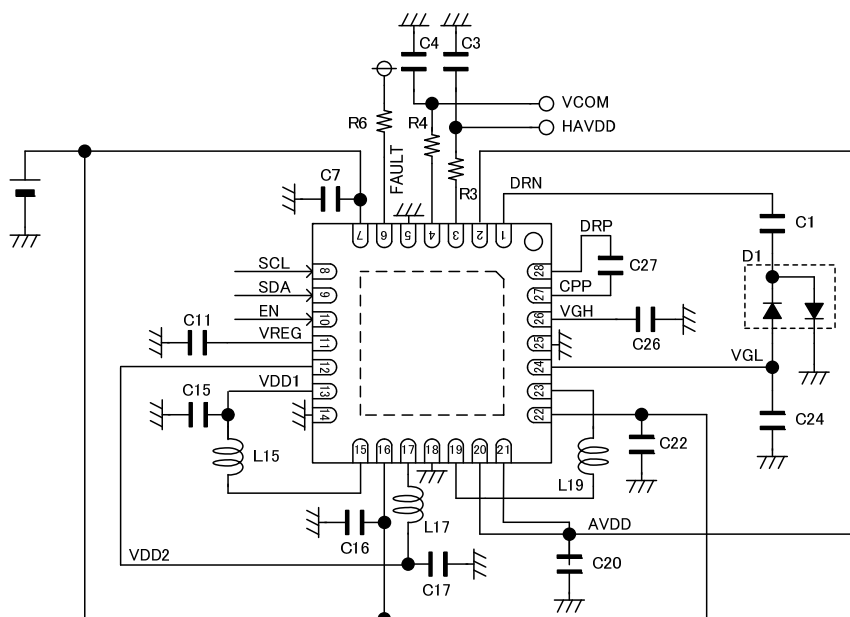 C4 C3
VCOM
R6 R4
HAVDD
FAULT
C7 R3 DRN
C1
7 6 5 4 3 2 1
DRP
D1
SCL 8 28 C27
SDA 9 27 CPP
EN 10 26 VGH
C11 VREG 11 25 C26
12 24 VGL
C15 VDD1 13 23
14 22 C24
C22
15 16 17 18 19 20 21
L15 L19
L17
C16 AVDD
VDD2 C20
C17